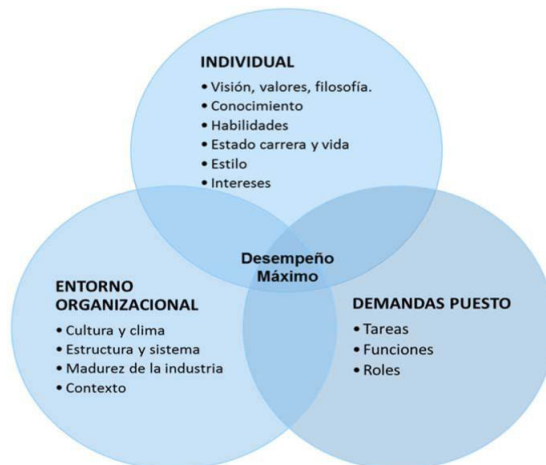 INDIVIDUAL
• Visión, valores, filosofía.
• Conocimiento
• Habilidades
• Estado carrera y vida
• Estilo
• Intereses
Desempeño
Máximo
ENTORNO
ORGANIZACIONAL
• Cultura y clima
• Estructura y sistema
• Madurez de la industria
• Contexto
DEMANDAS PUESTO
• Tareas
• Funciones
• Roles